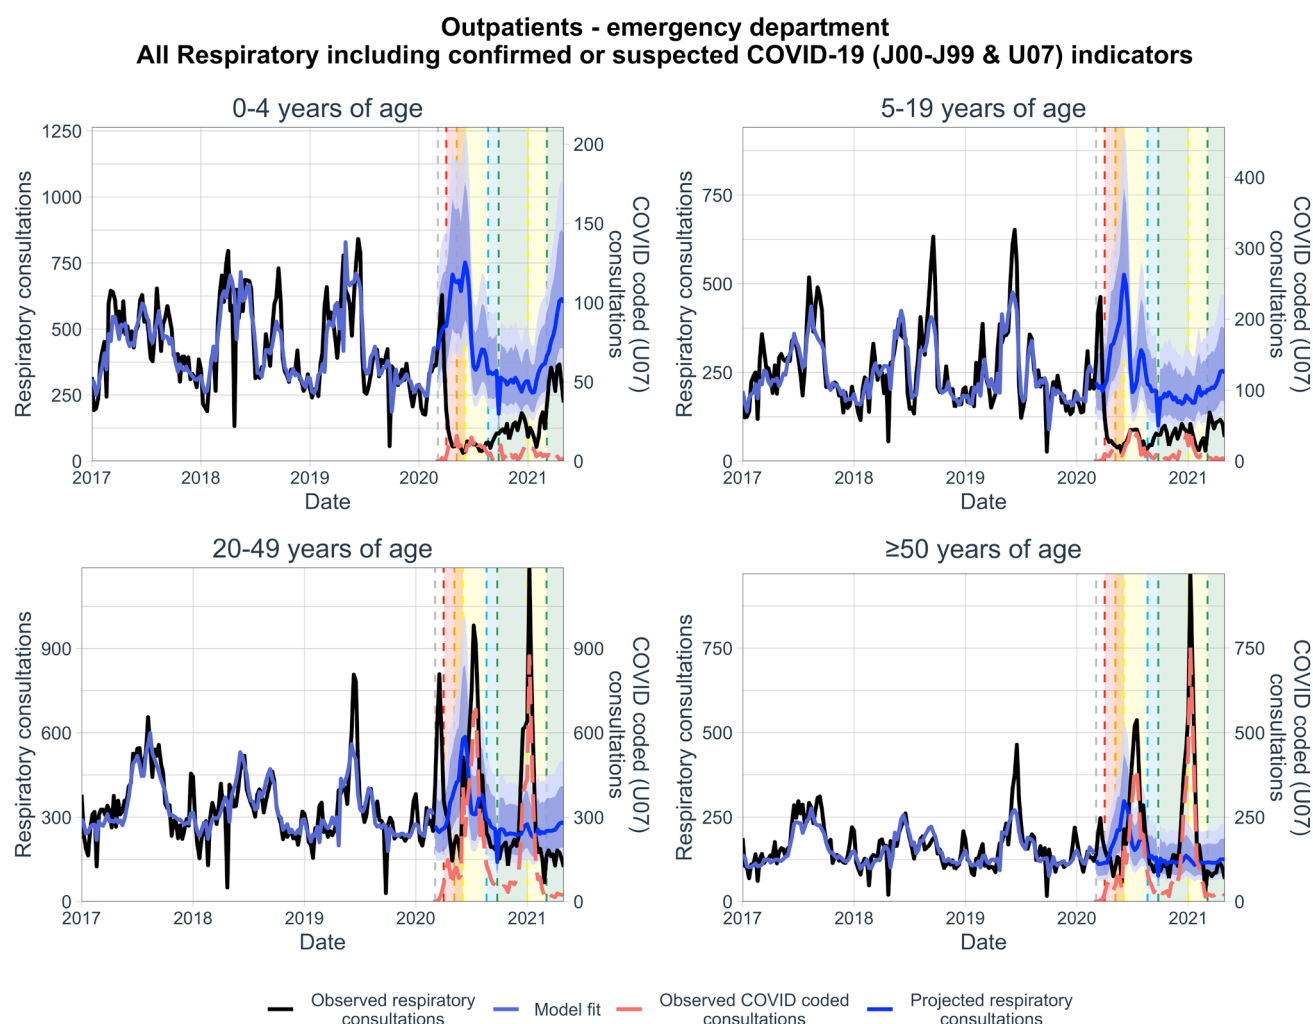 Outpatients - emergency department
All Respiratory including confirmed or suspected COVID-19 (J00-J99 & U07) indicators
0-4 years of age
Respiratory consultations
1250
1000
750
500
250
0
200
150
100
50
0
COVID coded (U07)
consultations
2017 2018 2019 2020 2021
Date
5-19 years of age
Respiratory consultations
750
500
250
0
400
300
200
100
0
COVID coded (U07)
consultations
2017 2018 2019 2020 2021
Date
20-49 years of age
Respiratory consultations
900
600
300
0
900
600
300
0
COVID coded (U07)
consultations
2017 2018 2019 2020 2021
Date
≥50 years of age
Respiratory consultations
750
500
250
0
750
500
250
0
COVID coded (U07)
consultations
2017 2018 2019 2020 2021
Date
Observed respiratory
consultations
Model fit
Observed COVID coded
consultations
Projected respiratory
consultations